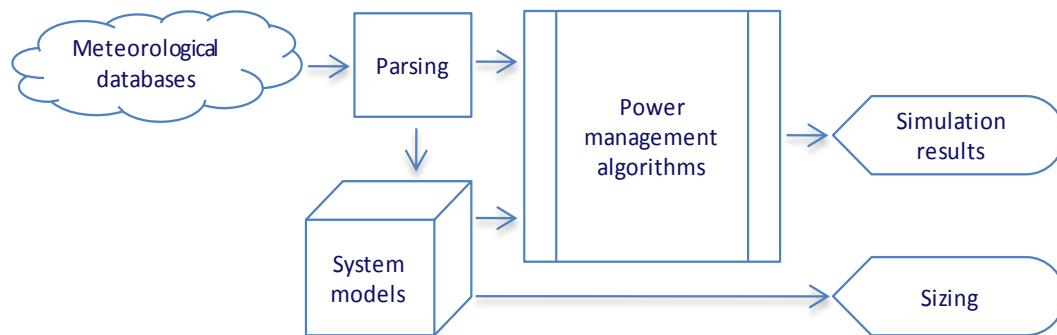 Meteorological
databases
Parsing
Power
management
algorithms
Simulation
results
System
models
Sizing